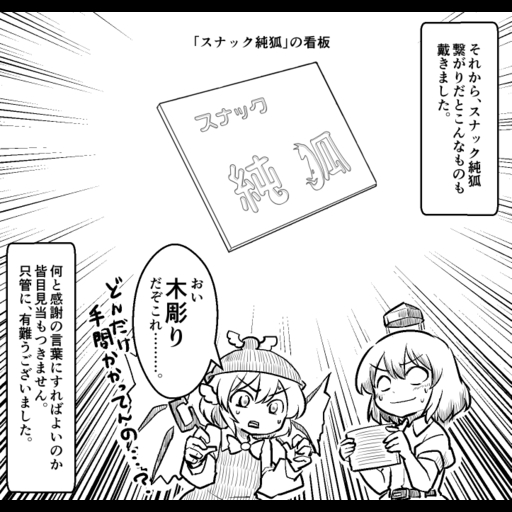 「スナック純狐」の看板
それから、スナック純狐
繋がりだとこんなものも
戴きました。
スナック
純狐
おい
木彫り
だぞこれ……。
どんだけ
手間かかってんの…？
何と感謝の言葉にすればよいのか
皆目見当もつきません。
只管に、有難うございました。